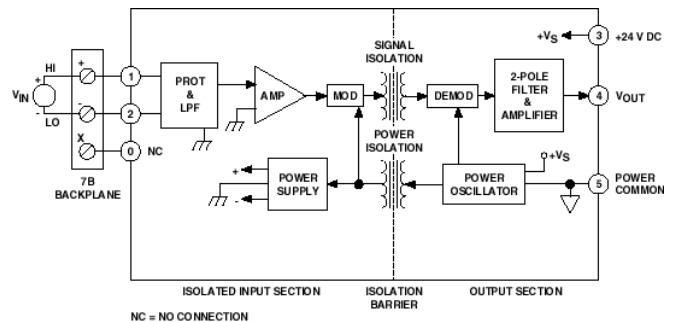 +VS
3
+24 V DC
SIGNAL
ISOLATION
HI
+
1
PROT
&
LPF
AMP
MOD
DEMOD
2-POLE
FILTER
&
AMPLIFIER
4
VOUT
VIN
+
-
LO
-
2
X
0
NC
POWER
ISOLATION
+
-
POWER
SUPPLY
POWER
OSCILLATOR
+VS
5
POWER
COMMON
7B
BACKPLANE
ISOLATED INPUT SECTION
ISOLATION
BARRIER
OUTPUT SECTION
NC = NO CONNECTION